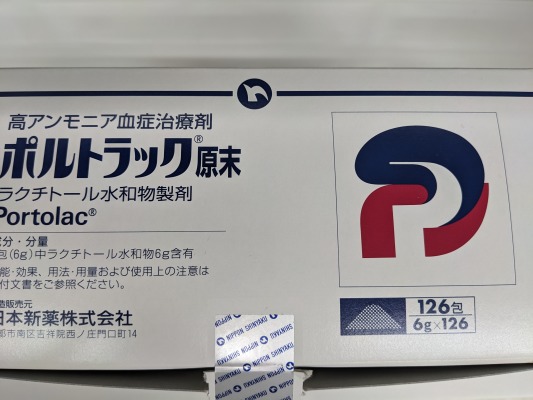 高アンモニア血症治療剤
ポルトラック®原末
ラクチトール水和物製剤
Portolac®
成分・分量
包(6g)中ラクチトール水和物6g含有
能・効果、用法・用量および使用上の注意は
付文書をご参照ください。
造販売元
日本新薬株式会社
都市南区吉祥院西ノ庄門口町14
126包
6g×126
NIPPON SHINYAKU
NIPPON SHINYAKU
NIPPON SHINYAKU